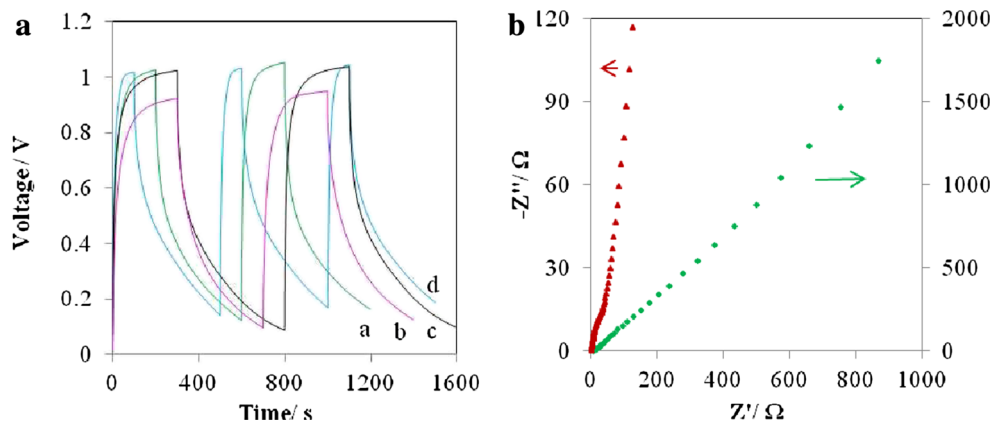 a
1.2
1
0.8
0.6
0.4
0.2
0
Voltage/ V
0 400 800 1200 1600
Time/ s
a
b
c
d
b
120
90
60
30
0
-Z''/ Ω
2000
1500
1000
500
0
0 200 400 600 800 1000
Z'/ Ω